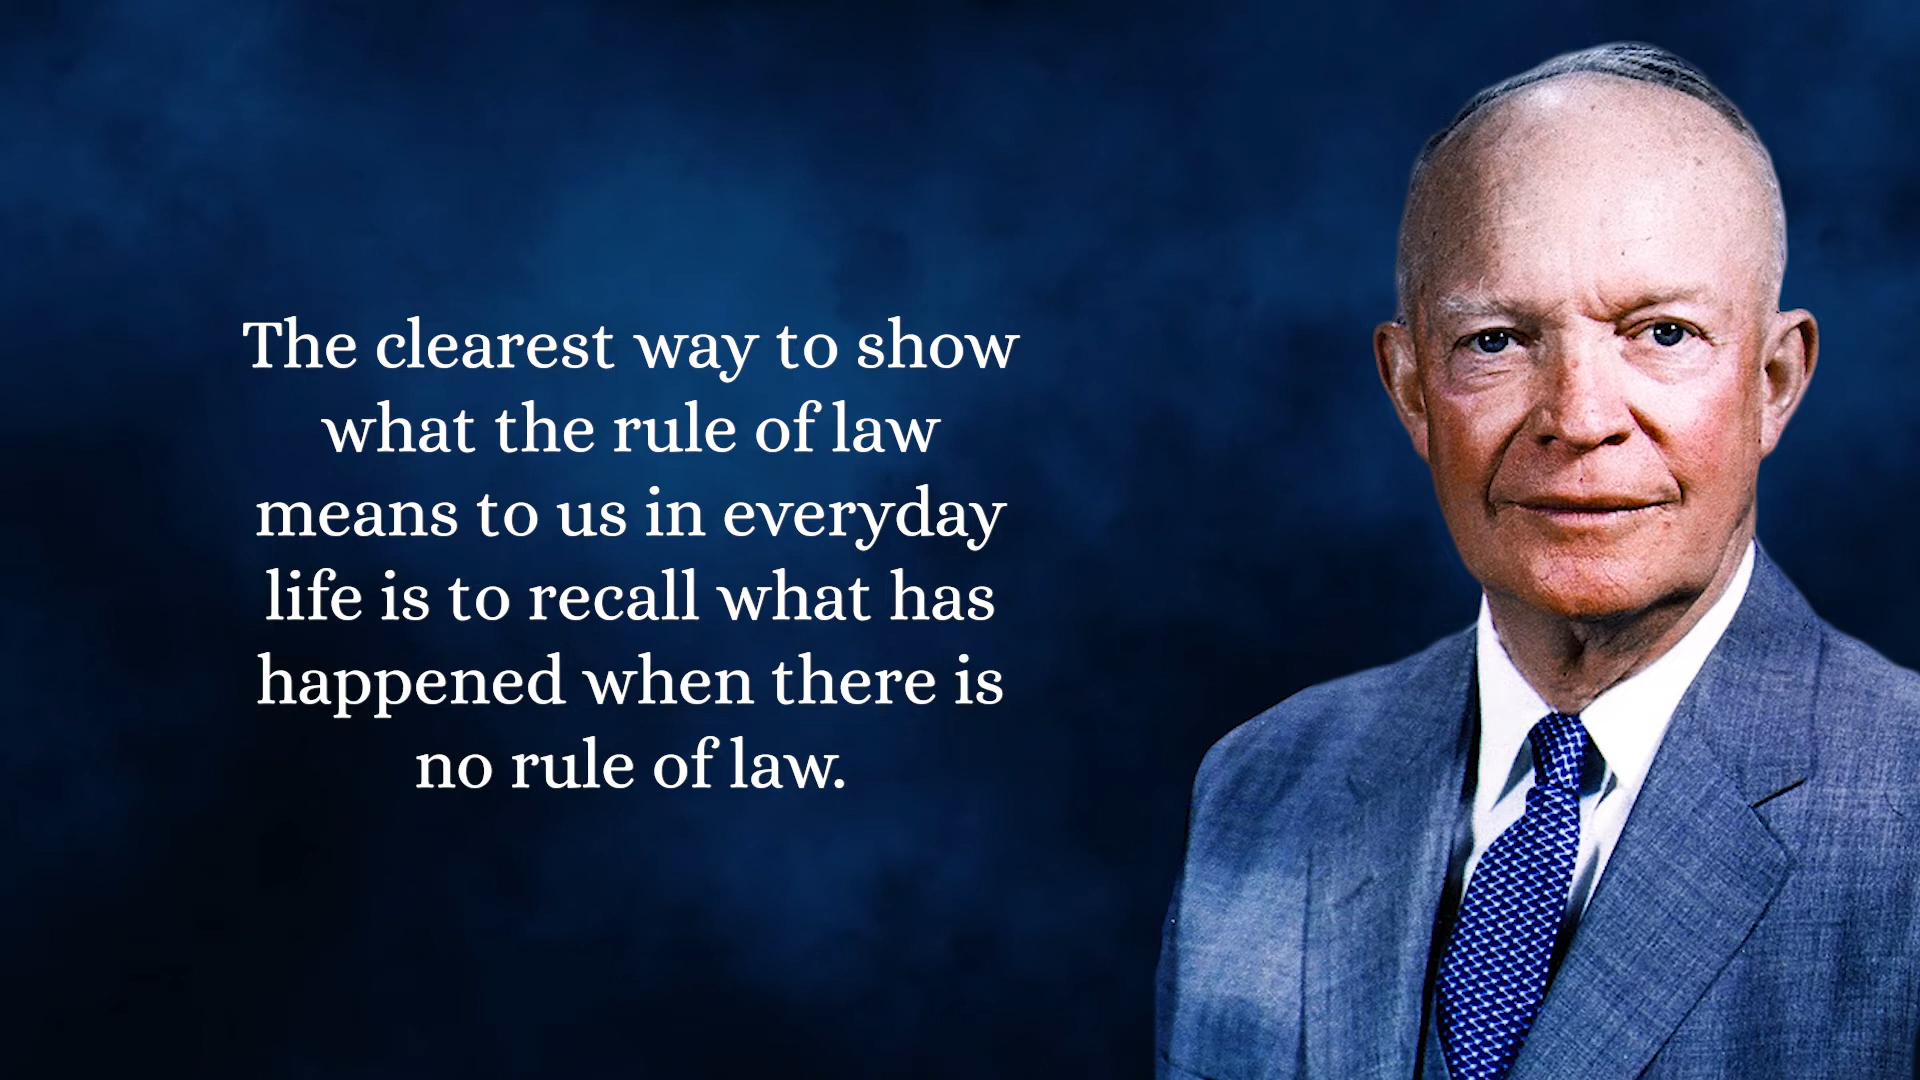 The clearest way to show
what the rule of law
means to us in everyday
life is to recall what has
happened when there is
no rule of law.